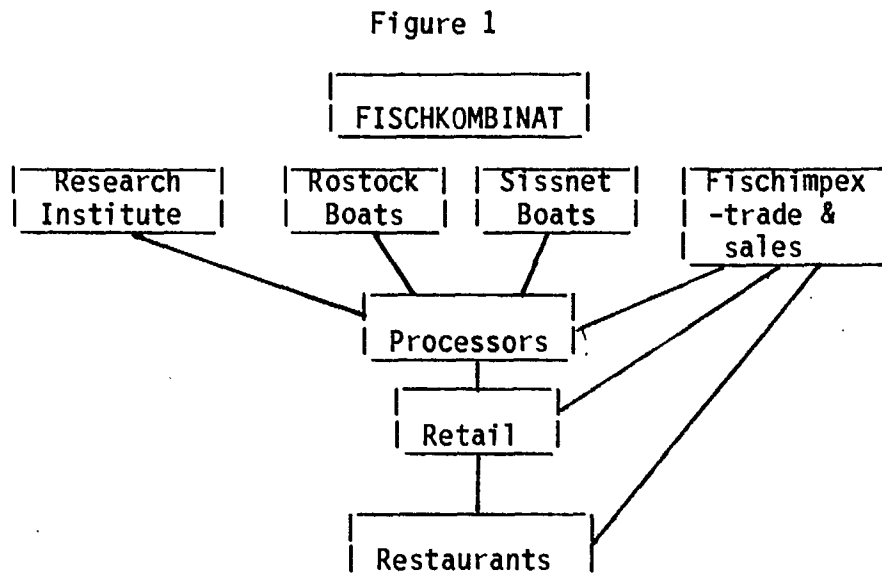 Figure 1
FISCHKOMBINAT
Research
Institute
Rostock
Boats
Sissnet
Boats
Fischimpex
-trade &
sales
Processors
Retail
Restaurants